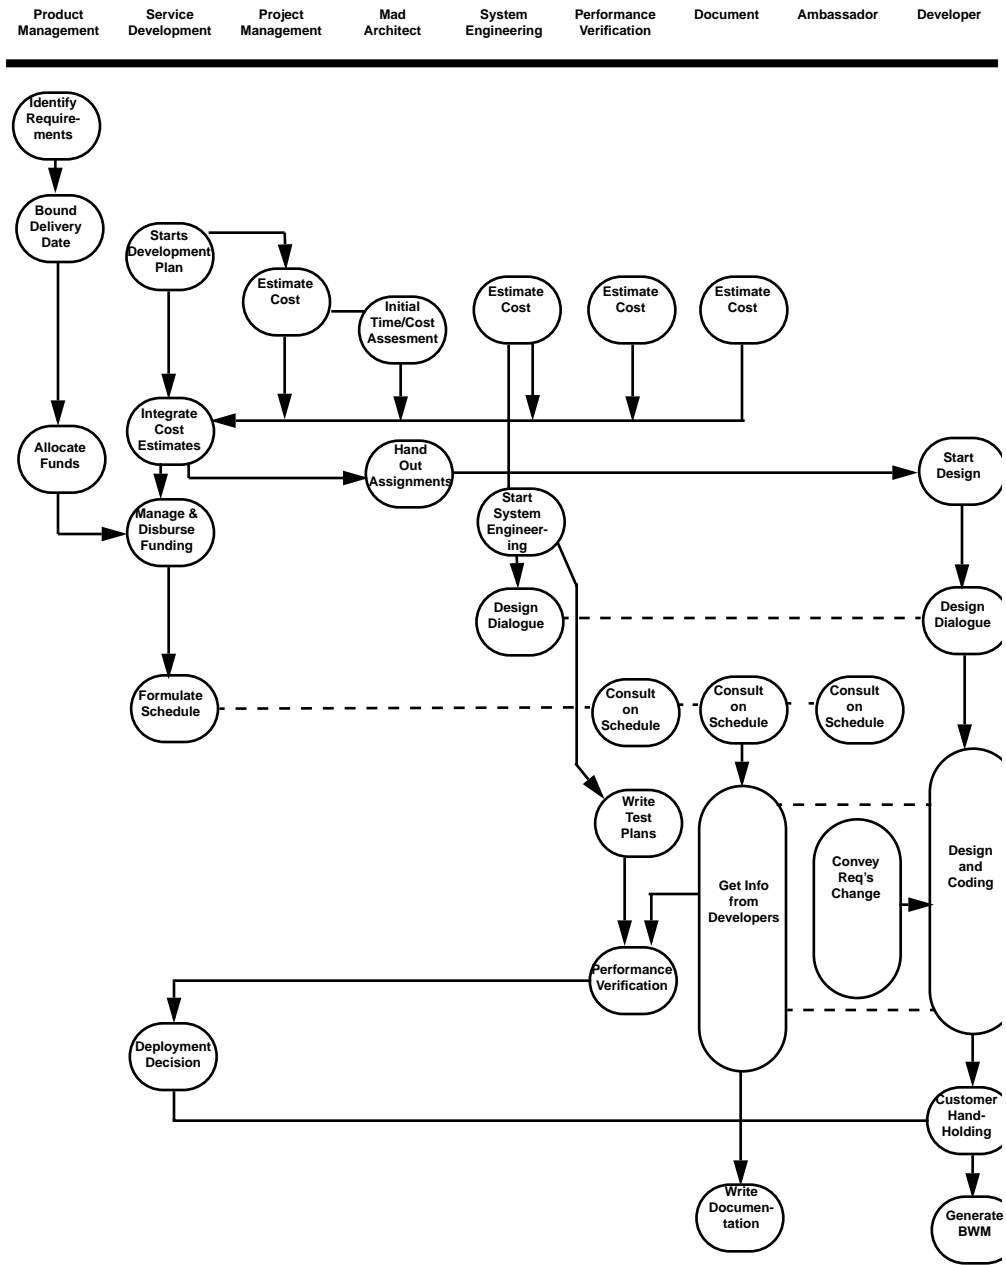 Product
Management
Service
Development
Project
Management
Mad
Architect
System
Engineering
Performance
Verification
Document
Ambassador
Developer
Identify
Require-
ments
Bound
Delivery
Date
Starts
Development
Plan
Estimate
Cost
Initial
Time/Cost
Assesment
Estimate
Cost
Estimate
Cost
Estimate
Cost
Integrate
Cost
Estimates
Allocate
Funds
Hand
Out
Assignments
Start
Design
Manage &
Disburse
Funding
Start
System
Engineer-
ing
Design
Dialogue
Design
Dialogue
Formulate
Schedule
Consult
on
Schedule
Consult
on
Schedule
Consult
on
Schedule
Write
Test
Plans
Get Info
from
Developers
Convey
Req's
Change
Design
and
Coding
Performance
Verification
Deployment
Decision
Customer
Hand-
Holding
Write
Documen-
tation
Generate
BWM